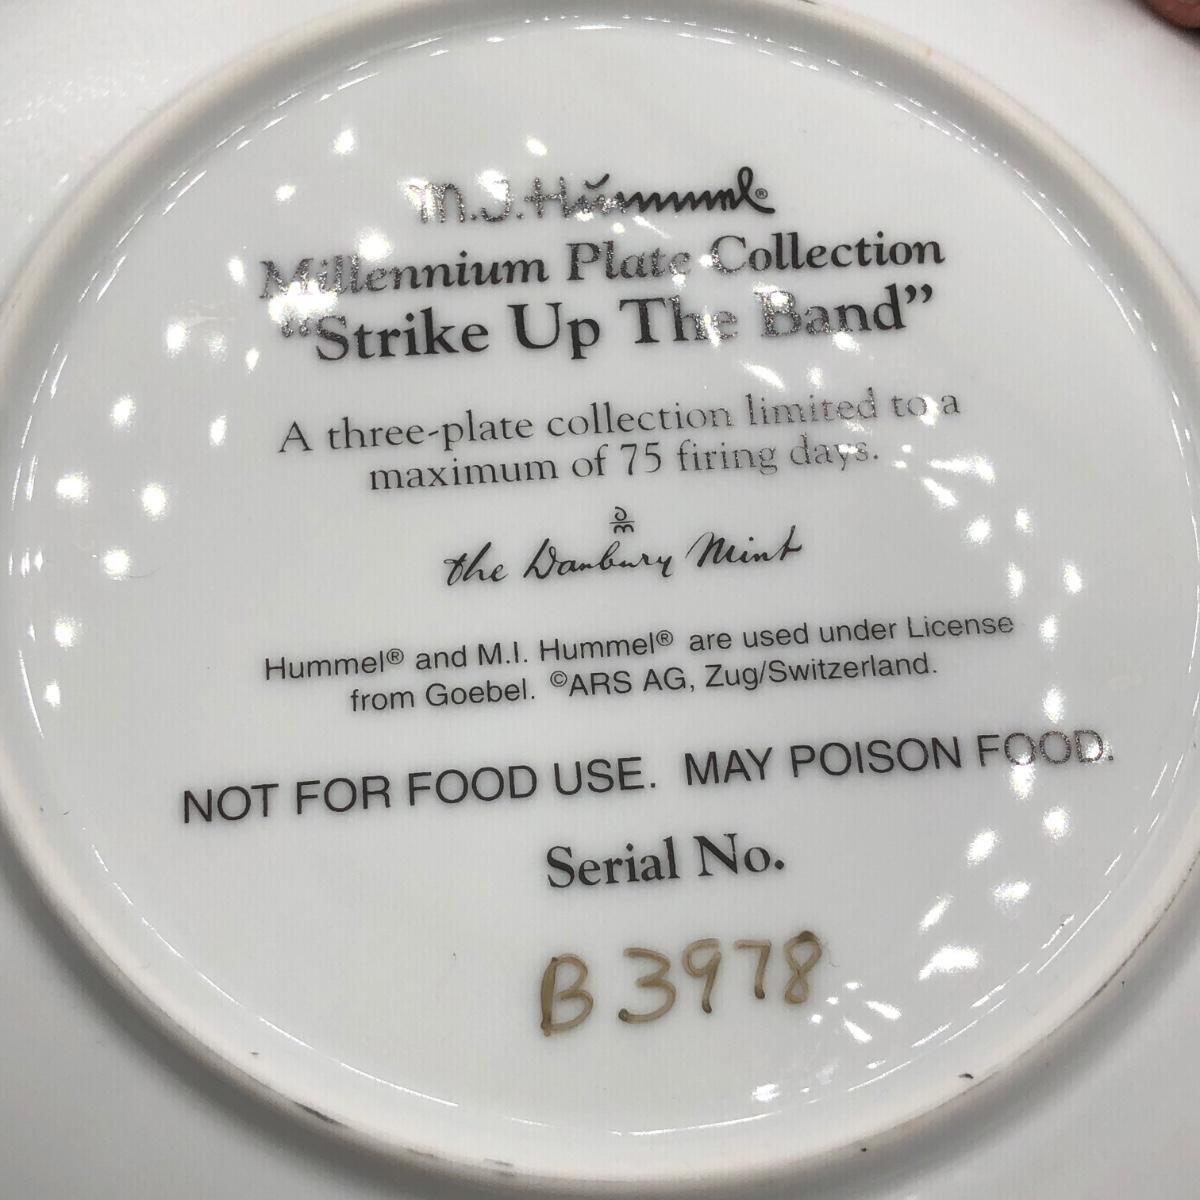 M.J.Hummel®
Millennium Plate Collection
“Strike Up The Band”
A three-plate collection limited to a
maximum of 75 firing days.
dm
the Danbury Mint
Hummel® and M.I. Hummel® are used under License
from Goebel. ©ARS AG, Zug/Switzerland.
NOT FOR FOOD USE. MAY POISON FOOD.
Serial No.
B3978